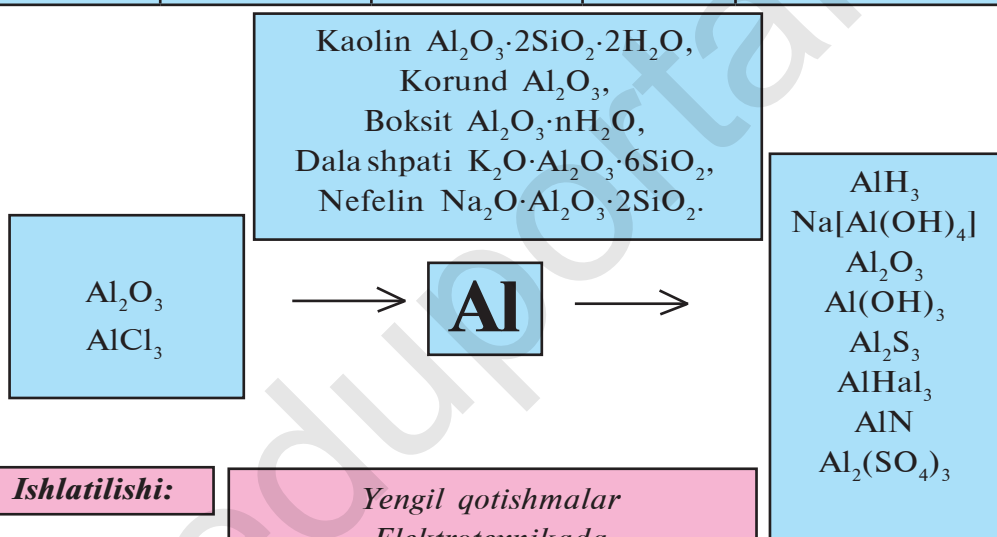 Kaolin Al₂O₃·2SiO₂·2H₂O,
Korund Al₂O₃,
Boksit Al₂O₃·nH₂O,
Dala shpati K₂O·Al₂O₃·6SiO₂,
Nefelin Na₂O·Al₂O₃·2SiO₂.
Al₂O₃
AlCl₃
Al
AlH₃
Na[Al(OH)₄]
Al₂O₃
Al(OH)₃
Al₂S₃
AlHal₃
AlN
Al₂(SO₄)₃
Ishlatilishi:
Yengil qotishmalar